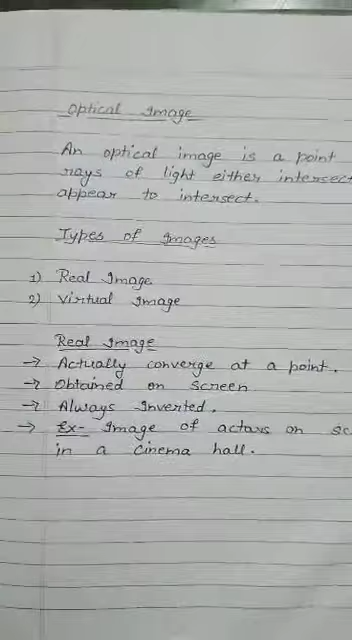 Optical Image
An optical image is a point
rays of light either intersect
appear to intersect.
Types of Images
1) Real Image
2) Virtual Image
Real Image
→ Actually converge at a point.
→ Obtained on screen
→ Always Inverted.
→ Ex- Image of actors on sc
in a cinema hall.